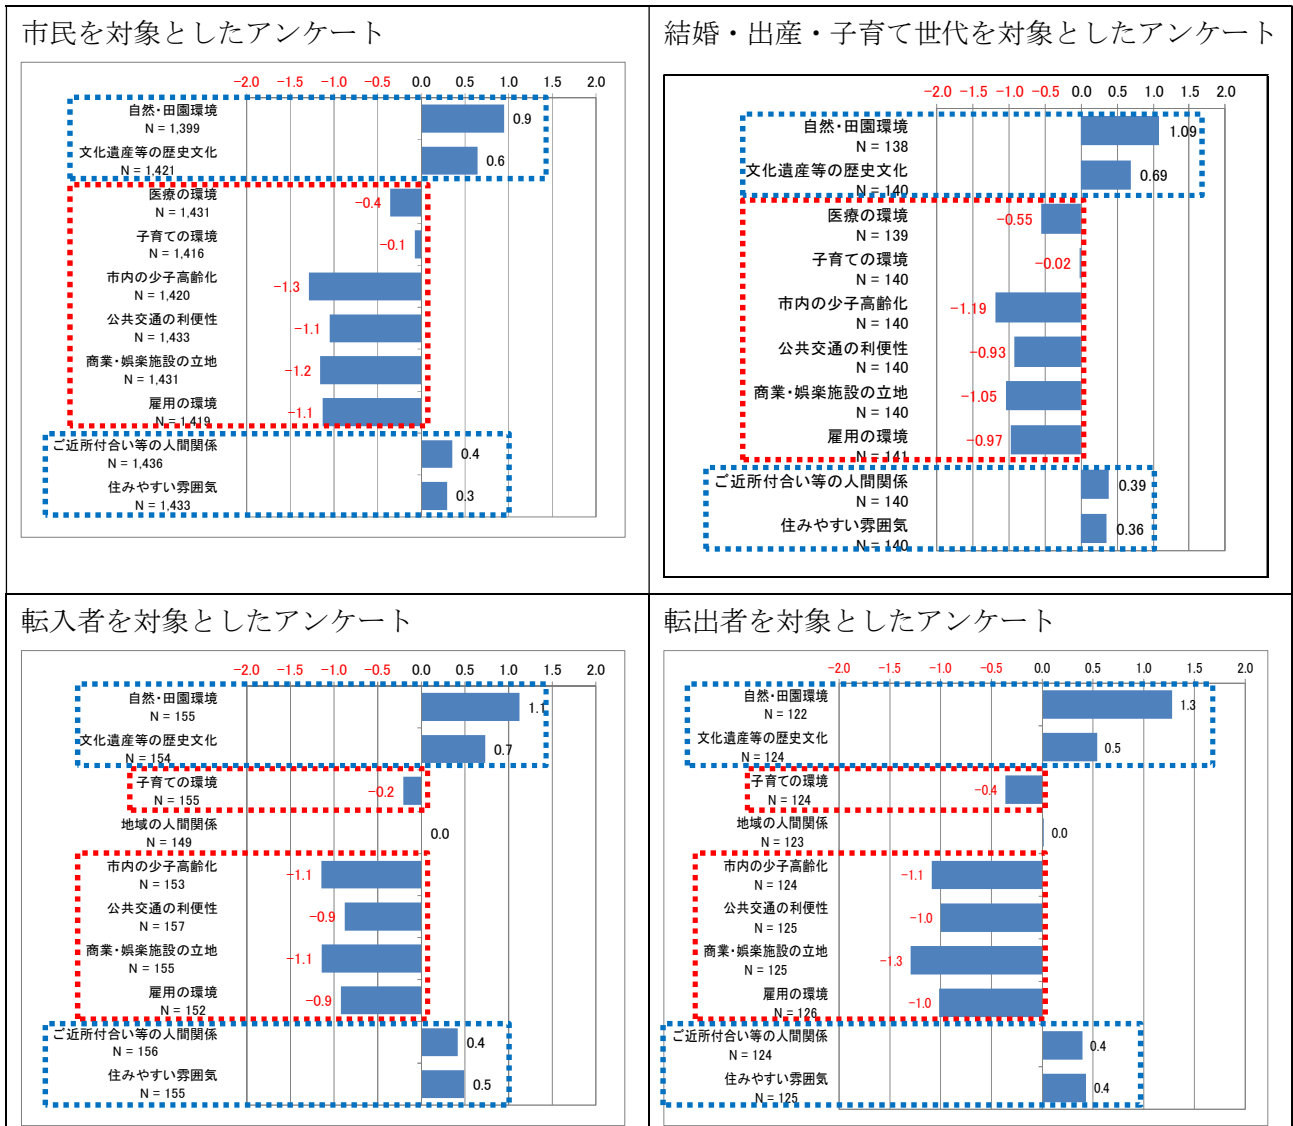 市民を対象としたアンケート
-2.0 -1.5 -1.0 -0.5 0.0 0.5 1.0 1.5 2.0
自然・田園環境
N = 1,399
0.9
文化遺産等の歴史文化
N = 1,421
0.6
医療の環境
N = 1,431
-0.4
子育ての環境
N = 1,416
-0.1
市内の少子高齢化
N = 1,420
-1.3
公共交通の利便性
N = 1,433
-1.1
商業・娯楽施設の立地
N = 1,431
-1.2
雇用の環境
N = 1,419
-1.1
ご近所付合い等の人間関係
N = 1,436
0.4
住みやすい雰囲気
N = 1,433
0.3
結婚・出産・子育て世代を対象としたアンケート
-2.0 -1.5 -1.0 -0.5 0.0 0.5 1.0 1.5 2.0
自然・田園環境
N = 138
1.09
文化遺産等の歴史文化
N = 140
0.69
医療の環境
N = 139
-0.55
子育ての環境
N = 140
-0.02
市内の少子高齢化
N = 140
-1.19
公共交通の利便性
N = 140
-0.93
商業・娯楽施設の立地
N = 140
-1.05
雇用の環境
N = 141
-0.97
ご近所付合い等の人間関係
N = 140
0.39
住みやすい雰囲気
N = 140
0.36
転入者を対象としたアンケート
-2.0 -1.5 -1.0 -0.5 0.0 0.5 1.0 1.5 2.0
自然・田園環境
N = 155
1.1
文化遺産等の歴史文化
N = 154
0.7
子育ての環境
N = 155
-0.2
地域の人間関係
N = 149
0.0
市内の少子高齢化
N = 153
-1.1
公共交通の利便性
N = 157
-0.9
商業・娯楽施設の立地
N = 155
-1.1
雇用の環境
N = 152
-0.9
ご近所付合い等の人間関係
N = 156
0.4
住みやすい雰囲気
N = 155
0.5
転出者を対象としたアンケート
-2.0 -1.5 -1.0 -0.5 0.0 0.5 1.0 1.5 2.0
自然・田園環境
N = 122
1.3
文化遺産等の歴史文化
N = 124
0.5
子育ての環境
N = 124
-0.4
地域の人間関係
N = 123
0.0
市内の少子高齢化
N = 124
-1.1
公共交通の利便性
N = 125
-1.0
商業・娯楽施設の立地
N = 125
-1.3
雇用の環境
N = 126
-1.0
ご近所付合い等の人間関係
N = 124
0.4
住みやすい雰囲気
N = 125
0.4